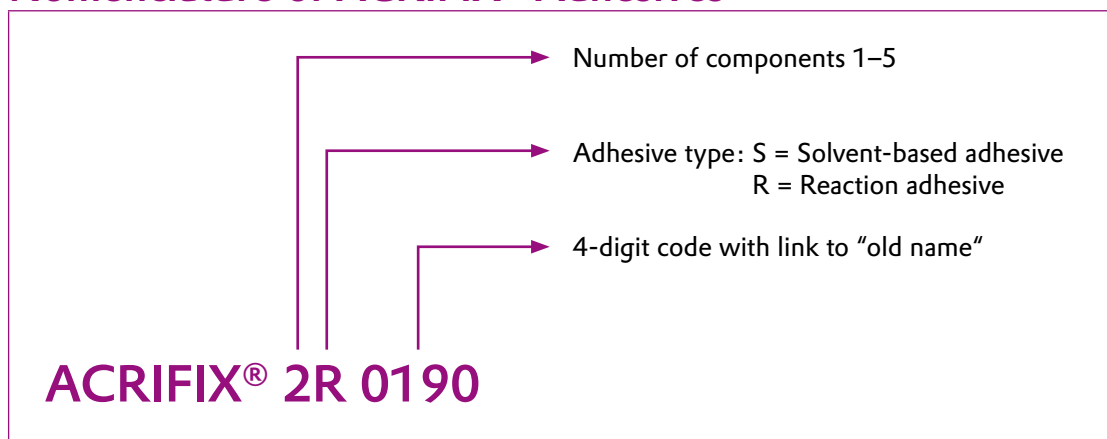 Number of components 1–5
Adhesive type: S = Solvent-based adhesive
R = Reaction adhesive
4-digit code with link to “old name“
ACRIFIX® 2R 0190